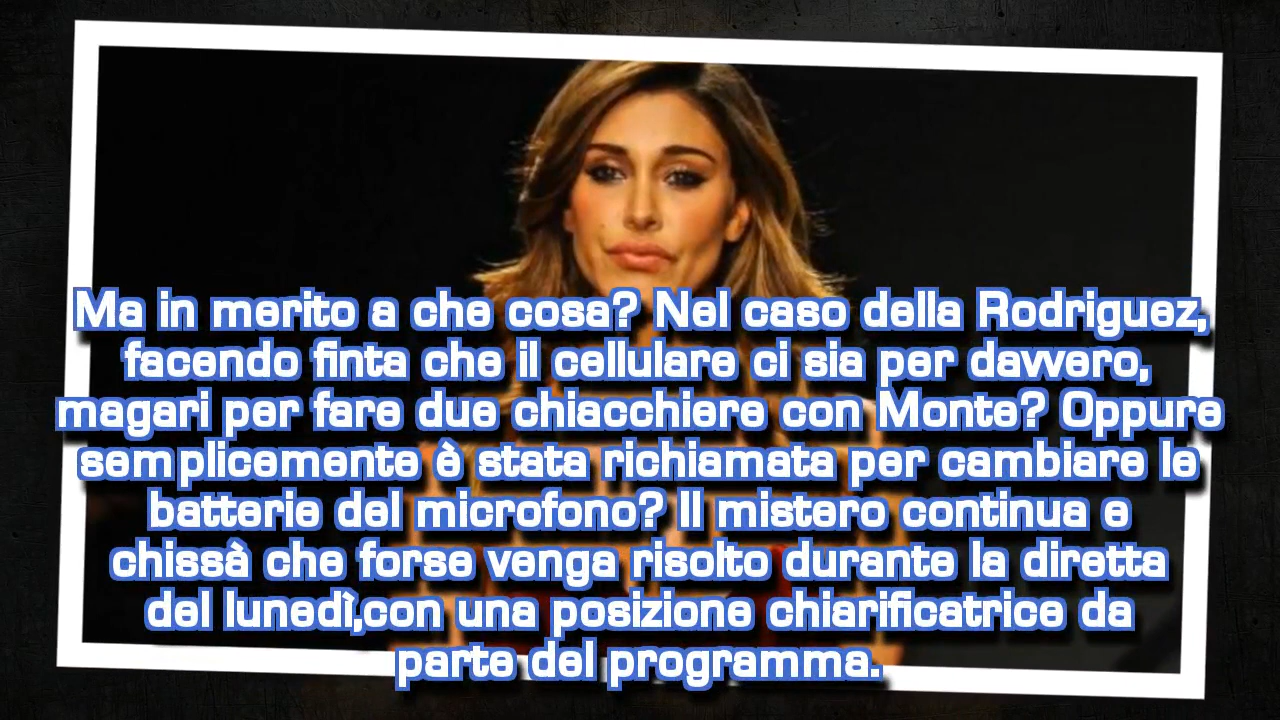 Ma in merito a che cosa? Nel caso della Rodriguez,
facendo finta che il cellulare ci sia per davvero,
magari per fare due chiacchiere con Monte? Oppure
semplicemente è stata richiamata per cambiare le
batterie del microfono? Il mistero continua e
chissà che forse venga risolto durante la diretta
del lunedì,con una posizione chiarificatrice da
parte del programma.